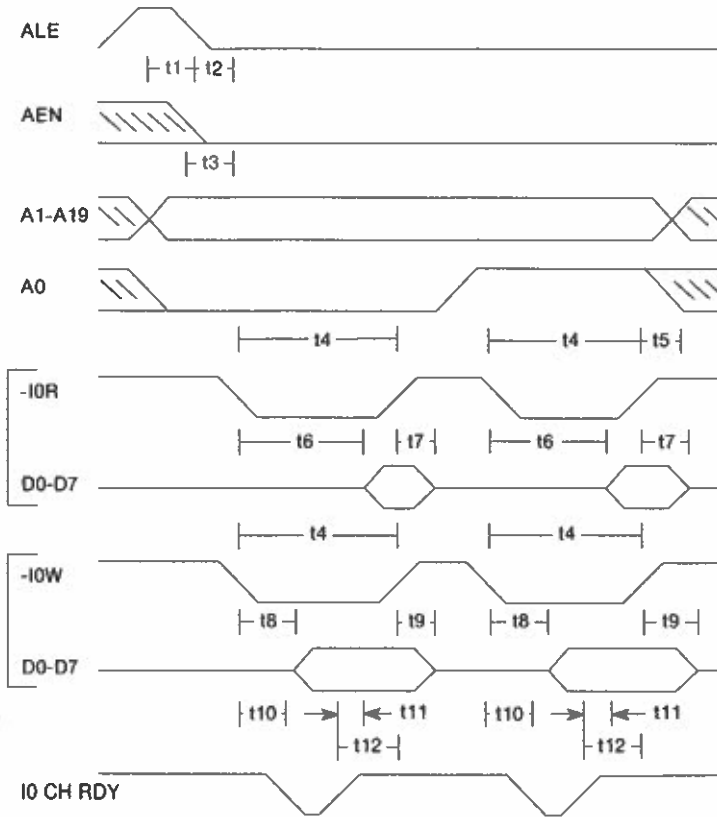 ALE
t1 t2
AEN
t3
A1-A19
A0
t4 t4 t5
-I0R
t6 t7 t6 t7
D0-D7
t4 t4
-I0W
t8 t9 t8 t9
D0-D7
t10 t11 t10 t11
t12 t12
I0 CH RDY